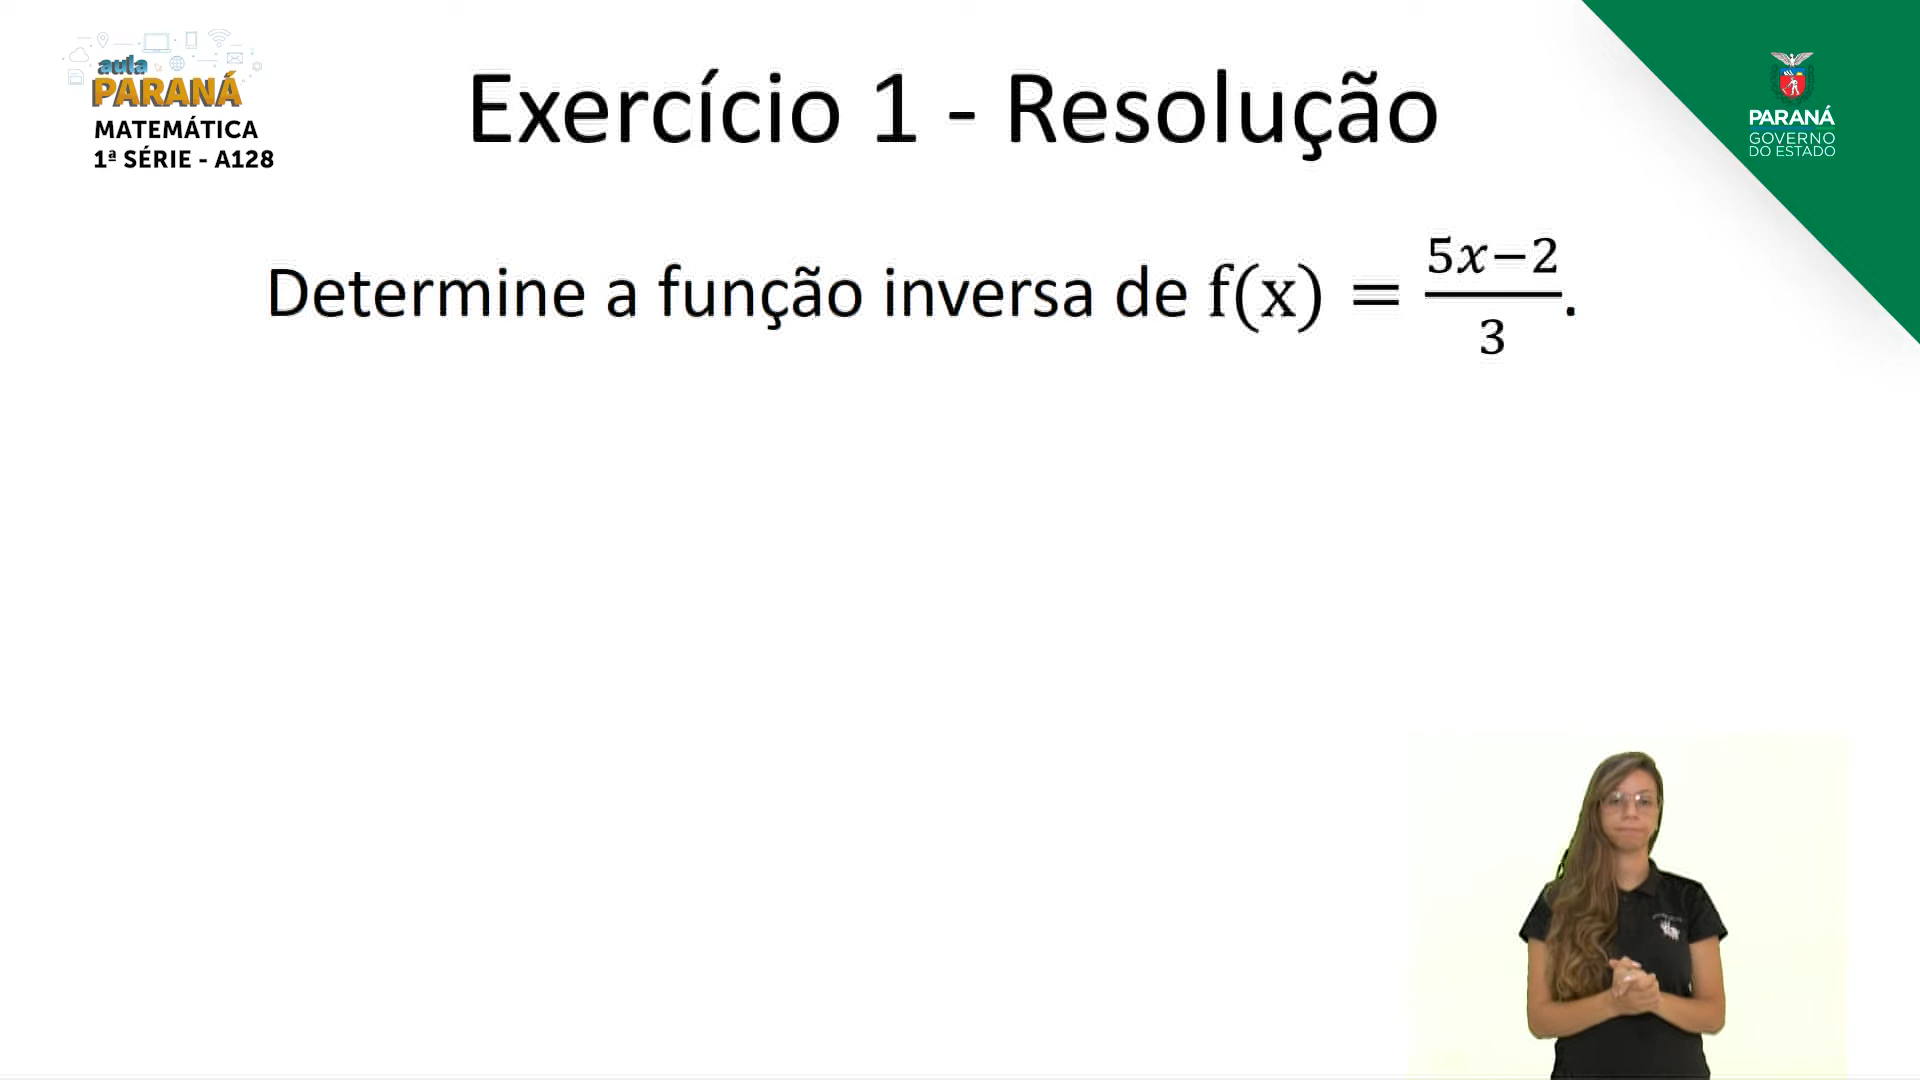 aula
PARANÁ
MATEMÁTICA
1ª SÉRIE - A128
Exercício 1 - Resolução
PARANÁ
GOVERNO
DO ESTADO
Determine a função inversa de f(x) = \frac{5x-2}{3}.